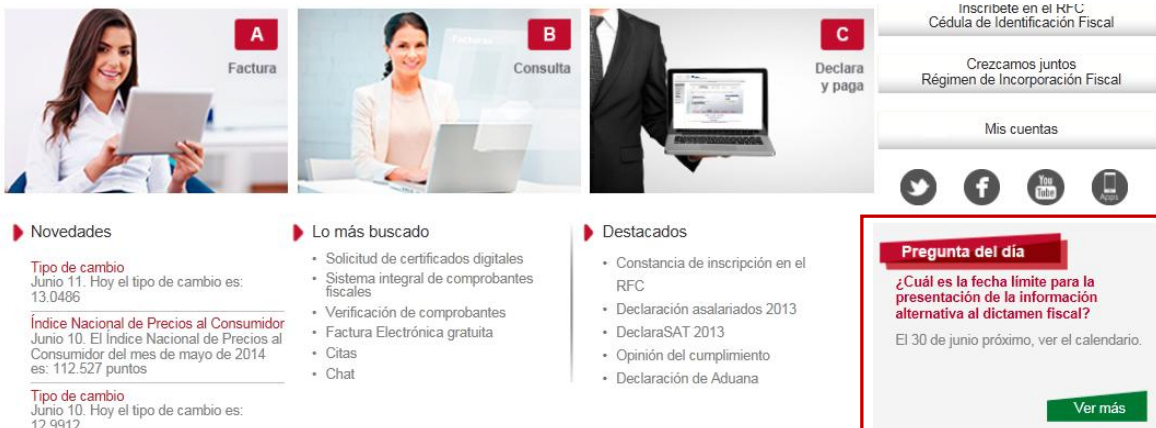 A
Factura
Facturas
B
Consulta
C
Declara
y paga
Inscríbete en el RFC
Cédula de Identificación Fiscal
Crezcamos juntos
Régimen de Incorporación Fiscal
Mis cuentas
You
Tube
Apps
Novedades
Tipo de cambio
Junio 11. Hoy el tipo de cambio es:
13.0486
Índice Nacional de Precios al Consumidor
Junio 10. El Índice Nacional de Precios al
Consumidor del mes de mayo de 2014
es: 112.527 puntos
Tipo de cambio
Junio 10. Hoy el tipo de cambio es:
12.9912
Lo más buscado
• Solicitud de certificados digitales
• Sistema integral de comprobantes
fiscales
• Verificación de comprobantes
• Factura Electrónica gratuita
• Citas
• Chat
Destacados
• Constancia de inscripción en el
RFC
• Declaración asalariados 2013
• DeclaraSAT 2013
• Opinión del cumplimiento
• Declaración de Aduana
Pregunta del día
¿Cuál es la fecha límite para la
presentación de la información
alternativa al dictamen fiscal?
El 30 de junio próximo, ver el calendario.
Ver más